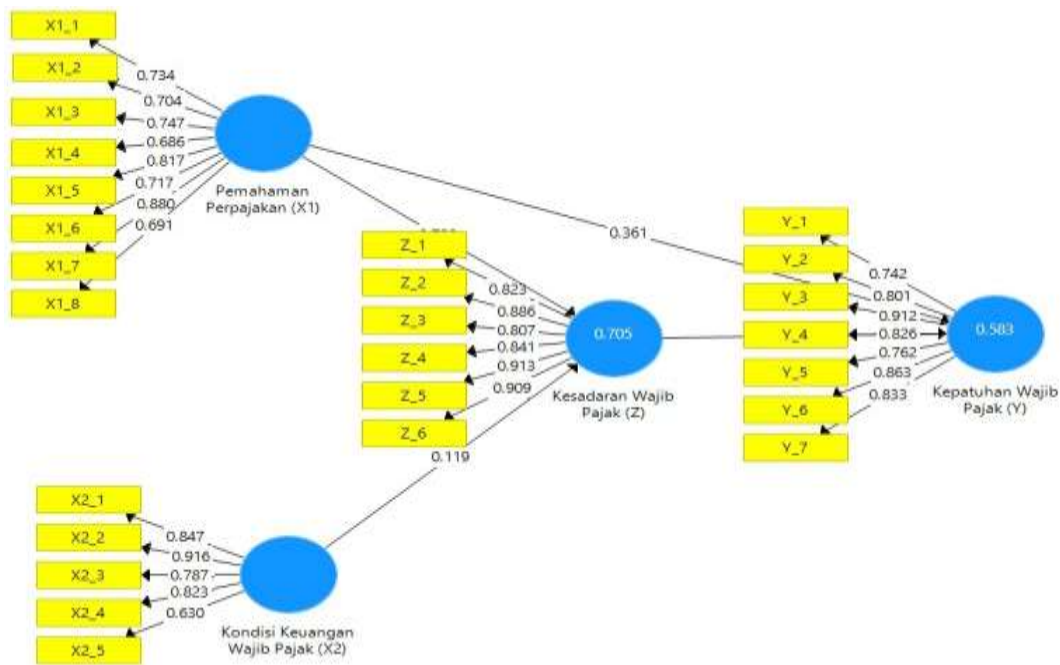 X1_1
X1_2
X1_3
X1_4
X1_5
X1_6
X1_7
X1_8
0.734
0.704
0.747
0.686
0.817
0.717
0.880
0.691
Pemahaman
Perpajakan (X1)
0.361
Z_1
Z_2
Z_3
Z_4
Z_5
Z_6
0.823
0.886
0.807
0.841
0.913
0.909
0.705
Kesadaran Wajib
Pajak (Z)
0.119
Y_1
Y_2
Y_3
Y_4
Y_5
Y_6
Y_7
0.742
0.801
0.912
0.826
0.762
0.863
0.833
0.583
Kepatuhan Wajib
Pajak (Y)
X2_1
X2_2
X2_3
X2_4
X2_5
0.847
0.916
0.787
0.823
0.630
Kondisi Keuangan
Wajib Pajak (X2)